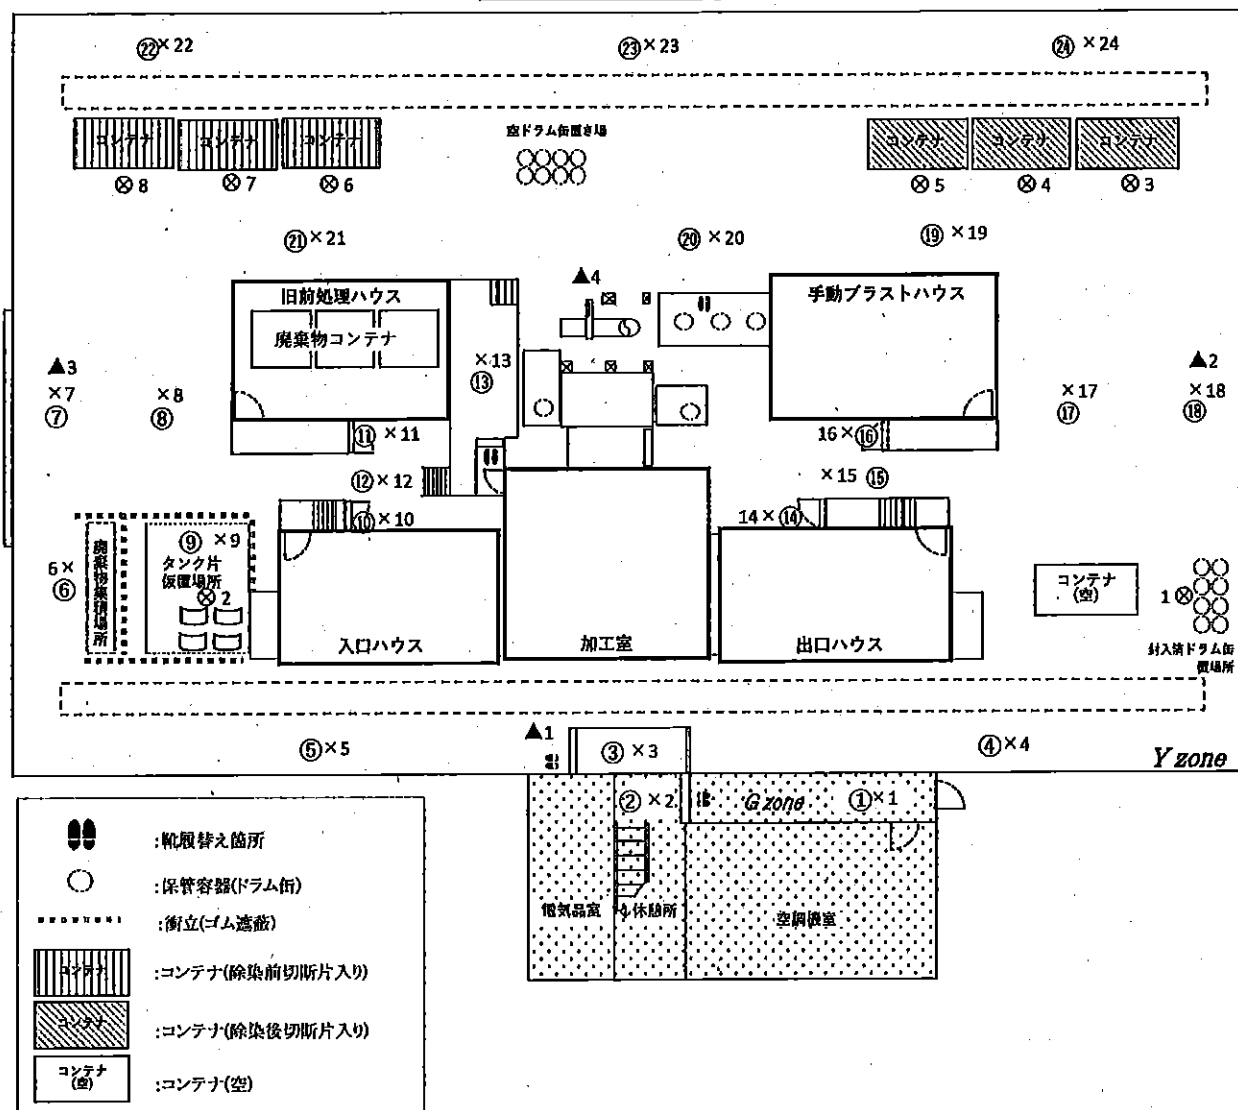 ㉒×22 ㉓×23 ㉔×24
コンテナ コンテナ コンテナ 空ドラム缶置き場 コンテナ コンテナ コンテナ
⊗8 ⊗7 ⊗6 ⊗5 ⊗4 ⊗3
㉑×21 ⑳×20 ⑲×19
▲4
旧前処理ハウス 手動ブラストハウス
廃棄物コンテナ
▲3 ×13 ▲2
×7 ×8 ⑬ ×17 ×18
⑦ ⑧ ⑰ ⑱
⑪×11 16×⑯
⑫×12 ×15 ⑮
⑩×10 14×⑭
⑨ ×9
6× タンク片 コンテナ
⑥ 廃棄物集積場所 仮置場所 (空)
⊗2 1⊗
入口ハウス 加工室 出口ハウス 封入済ドラム缶
置場所
▲1
⑤×5 ③×3 ④×4
Y zone
②×2 G zone ①×1
電気品室 休憩所 空調機室
:靴履替え箇所
:保管容器(ドラム缶)
:衝立(ゴム遮蔽)
コンテナ :コンテナ(除染前切断片入り)
コンテナ :コンテナ(除染後切断片入り)
コンテナ
(空) :コンテナ(空)